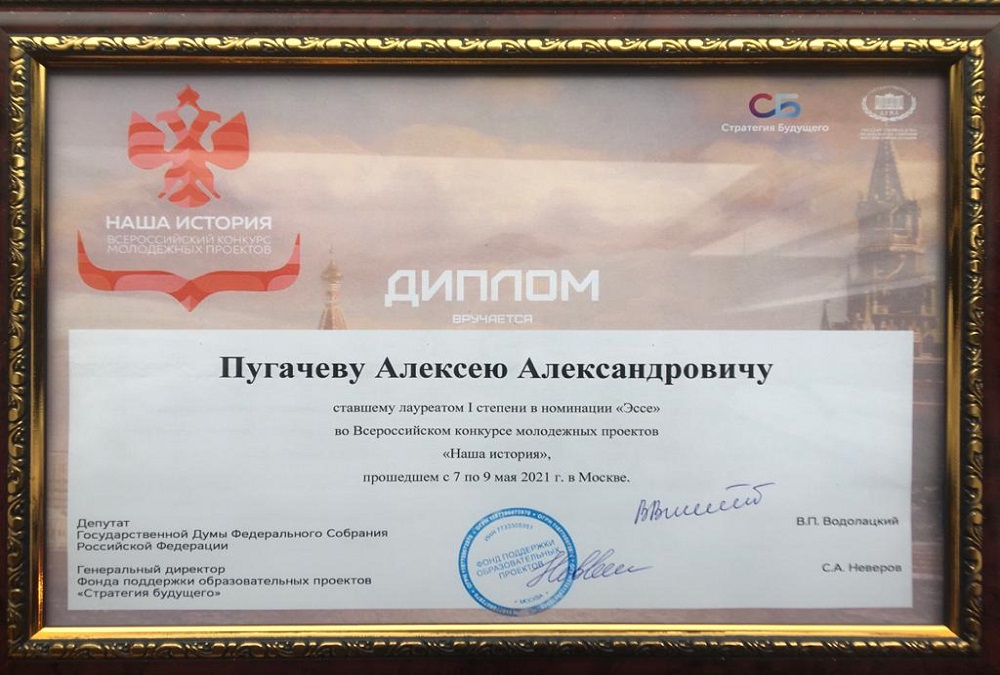 СБ
Стратегия Будущего
НАША ИСТОРИЯ
ВСЕРОССИЙСКИЙ КОНКУРС
МОЛОДЕЖНЫХ ПРОЕКТОВ
ДИПЛОМ
ВРУЧАЕТСЯ
Пугачеву Алексею Александровичу
ставшему лауреатом I степени в номинации «Эссе»
во Всероссийском конкурсе молодежных проектов
«Наша история»,
прошедшем с 7 по 9 мая 2021 г. в Москве.
Депутат
Государственной Думы Федерального Собрания
Российской Федерации
В.П. Водолацкий
Генеральный директор
Фонда поддержки образовательных проектов
«Стратегия будущего»
С.А. Неверов
ФОНД ПОДДЕРЖКИ
ОБРАЗОВАТЕЛЬНЫХ
ПРОЕКТОВ
МОСКВА